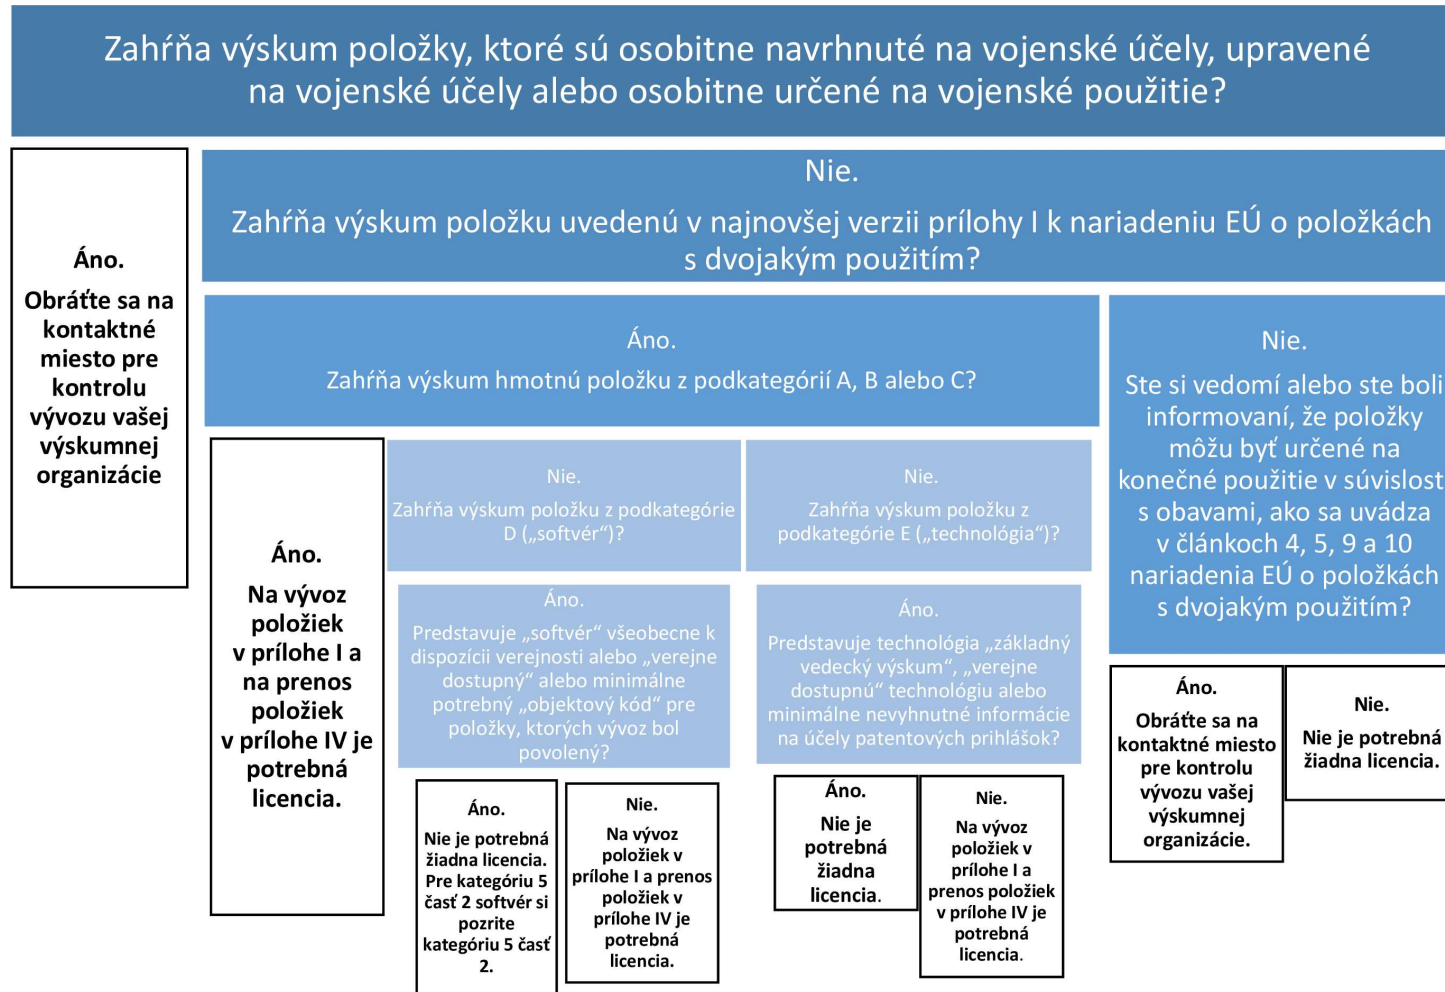 Zahŕňa výskum položky, ktoré sú osobitne navrhnuté na vojenské účely, upravené
na vojenské účely alebo osobitne určené na vojenské použitie?
Áno.
Obráťte sa na
kontaktné
miesto pre
kontrolu
vývozu vašej
výskumnej
organizácie
Nie.
Zahŕňa výskum položku uvedenú v najnovšej verzii prílohy I k nariadeniu EÚ o položkách
s dvojakým použitím?
Áno.
Zahŕňa výskum hmotnú položku z podkategórií A, B alebo C?
Áno.
Na vývoz
položiek
v prílohe I a
na prenos
položiek
v prílohe IV je
potrebná
licencia.
Nie.
Zahŕňa výskum položku z podkategórie
D („softvér“)?
Áno.
Predstavuje „softvér“ všeobecne k
dispozícii verejnosti alebo „verejne
dostupný“ alebo minimálne
potrebný „objektový kód“ pre
položky, ktorých vývoz bol
povolený?
Áno.
Nie je potrebná
žiadna licencia.
Pre kategóriu 5
časť 2 softvér si
pozrite
kategóriu 5 časť
2.
Nie.
Na vývoz
položiek v
prílohe I a prenos
položiek v
prílohe IV je
potrebná
licencia.
Nie.
Zahŕňa výskum položku z
podkategórie E („technológia“)?
Áno.
Predstavuje technológia „základný
vedecký výskum“, „verejne
dostupnú“ technológiu alebo
minimálne nevyhnutné informácie
na účely patentových prihlášok?
Áno.
Nie je
potrebná
žiadna
licencia.
Nie.
Na vývoz
položiek v
prílohe I a
prenos položiek
v prílohe IV je
potrebná
licencia.
Nie.
Ste si vedomí alebo ste boli
informovaní, že položky
môžu byť určené na
konečné použitie v súvislost
s obavami, ako sa uvádza
v článkoch 4, 5, 9 a 10
nariadenia EÚ o položkách
s dvojakým použitím?
Áno.
Obráťte sa na
kontaktné miesto
pre kontrolu
vývozu vašej
výskumnej
organizácie.
Nie.
Nie je potrebná
žiadna licencia.